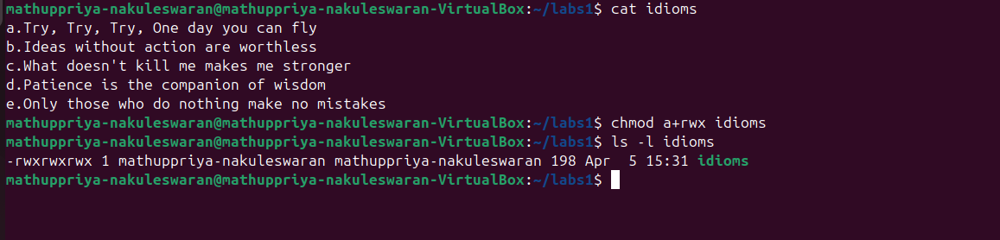 mathuppriya-nakuleswaran@mathuppriya-nakuleswaran-VirtualBox:~/labs1$ cat idioms
a.Try, Try, Try, One day you can fly
b.Ideas without action are worthless
c.What doesn't kill me makes me stronger
d.Patience is the companion of wisdom
e.Only those who do nothing make no mistakes
mathuppriya-nakuleswaran@mathuppriya-nakuleswaran-VirtualBox:~/labs1$ chmod a+rwx idioms
mathuppriya-nakuleswaran@mathuppriya-nakuleswaran-VirtualBox:~/labs1$ ls -l idioms
-rwxrwxrwx 1 mathuppriya-nakuleswaran mathuppriya-nakuleswaran 198 Apr  5 15:31 idioms
mathuppriya-nakuleswaran@mathuppriya-nakuleswaran-VirtualBox:~/labs1$